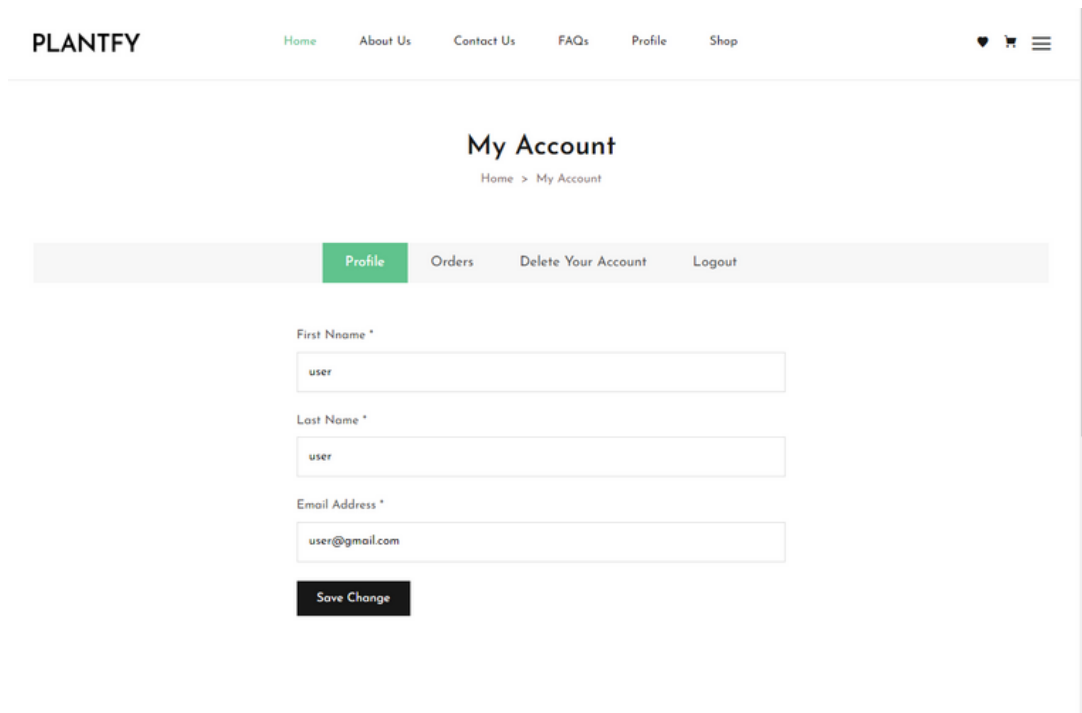 PLANTFY Home About Us Contact Us FAQs Profile Shop
My Account
Home > My Account
Profile Orders Delete Your Account Logout
First Nname *
user
Last Name *
user
Email Address *
user@gmail.com
Save Change